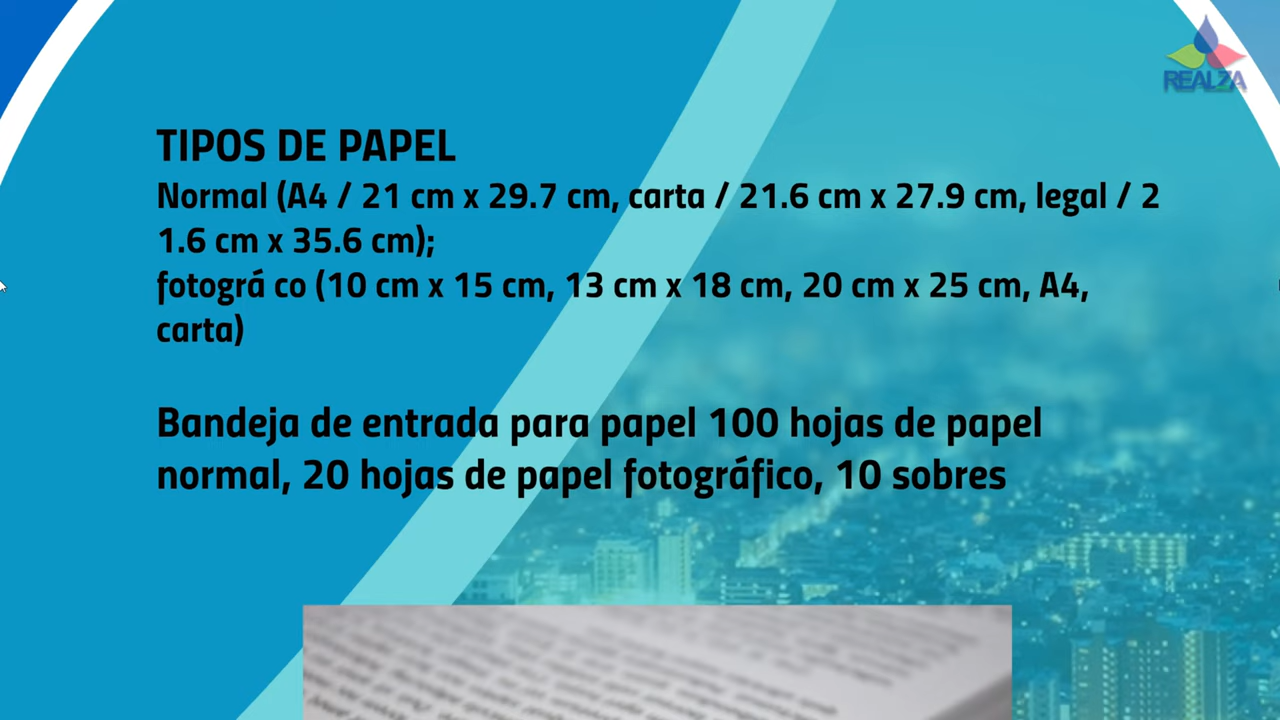 REALZA
TIPOS DE PAPEL
Normal (A4 / 21 cm x 29.7 cm, carta / 21.6 cm x 27.9 cm, legal / 2
1.6 cm x 35.6 cm);
fotográ co (10 cm x 15 cm, 13 cm x 18 cm, 20 cm x 25 cm, A4,
carta)
Bandeja de entrada para papel 100 hojas de papel
normal, 20 hojas de papel fotográfico, 10 sobres